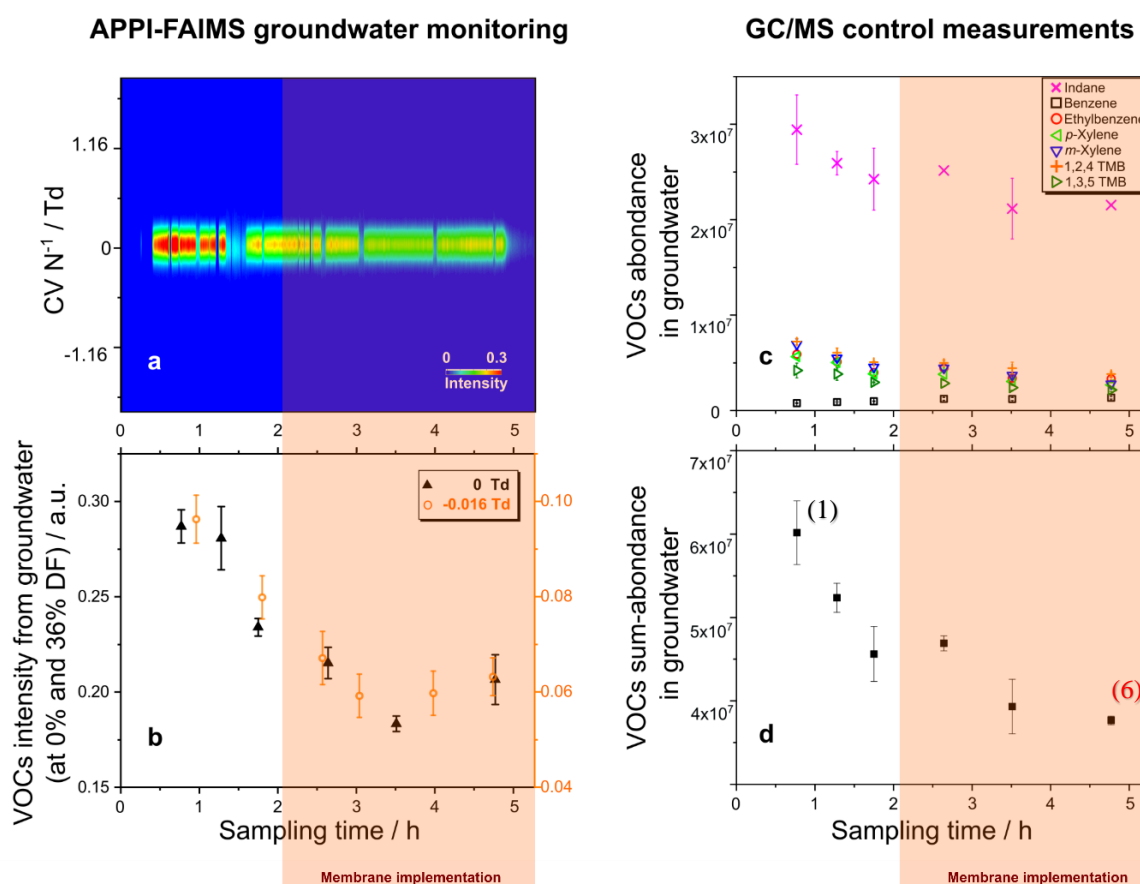 APPI-FAIMS groundwater monitoring
GC/MS control measurements
CV N⁻¹ / Td
1.16
0
-1.16
a
0 0.3
Intensity
0 1 2 3 4 5
VOCs abondance
in groundwater
3x10⁷
2x10⁷
1x10⁷
0
c
Indane
Benzene
Ethylbenzene
p-Xylene
m-Xylene
1,2,4 TMB
1,3,5 TMB
0 1 2 3 4 5
VOCs intensity from groundwater
(at 0% and 36% DF) / a.u.
0.30
0.25
0.20
0.15
b
0 Td
-0.016 Td
0.10
0.08
0.06
0.04
0 1 2 3 4 5
Sampling time / h
Membrane implementation
VOCs sum-abondance
in groundwater
7x10⁷
6x10⁷
5x10⁷
4x10⁷
d
(1)
(6)
0 1 2 3 4 5
Sampling time / h
Membrane implementation